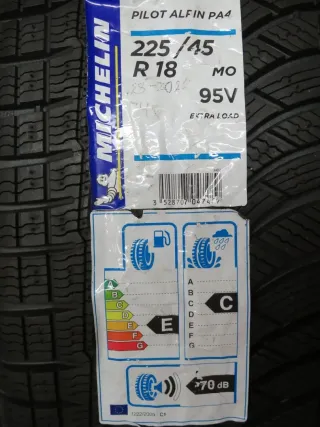 PILOT ALPIN PA4
MICHELIN
225 / 45
R 18 MO
95V
EXTRA LOAD
A
B
C
D
E
F
G
E
A
B
C
D
E
F
G
C
70 dB